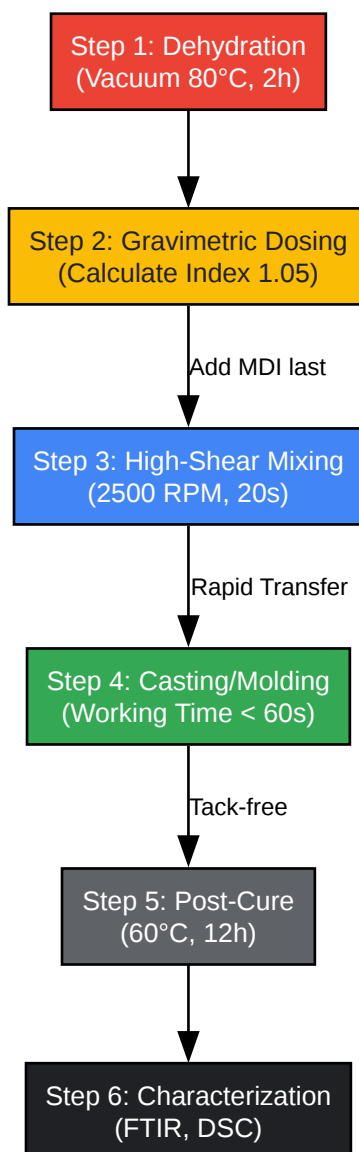 Step 1: Dehydration
(Vacuum 80°C, 2h)
Step 2: Gravimetric Dosing
(Calculate Index 1.05)
Add MDI last
Step 3: High-Shear Mixing
(2500 RPM, 20s)
Rapid Transfer
Step 4: Casting/Molding
(Working Time < 60s)
Tack-free
Step 5: Post-Cure
(60°C, 12h)
Step 6: Characterization
(FTIR, DSC)